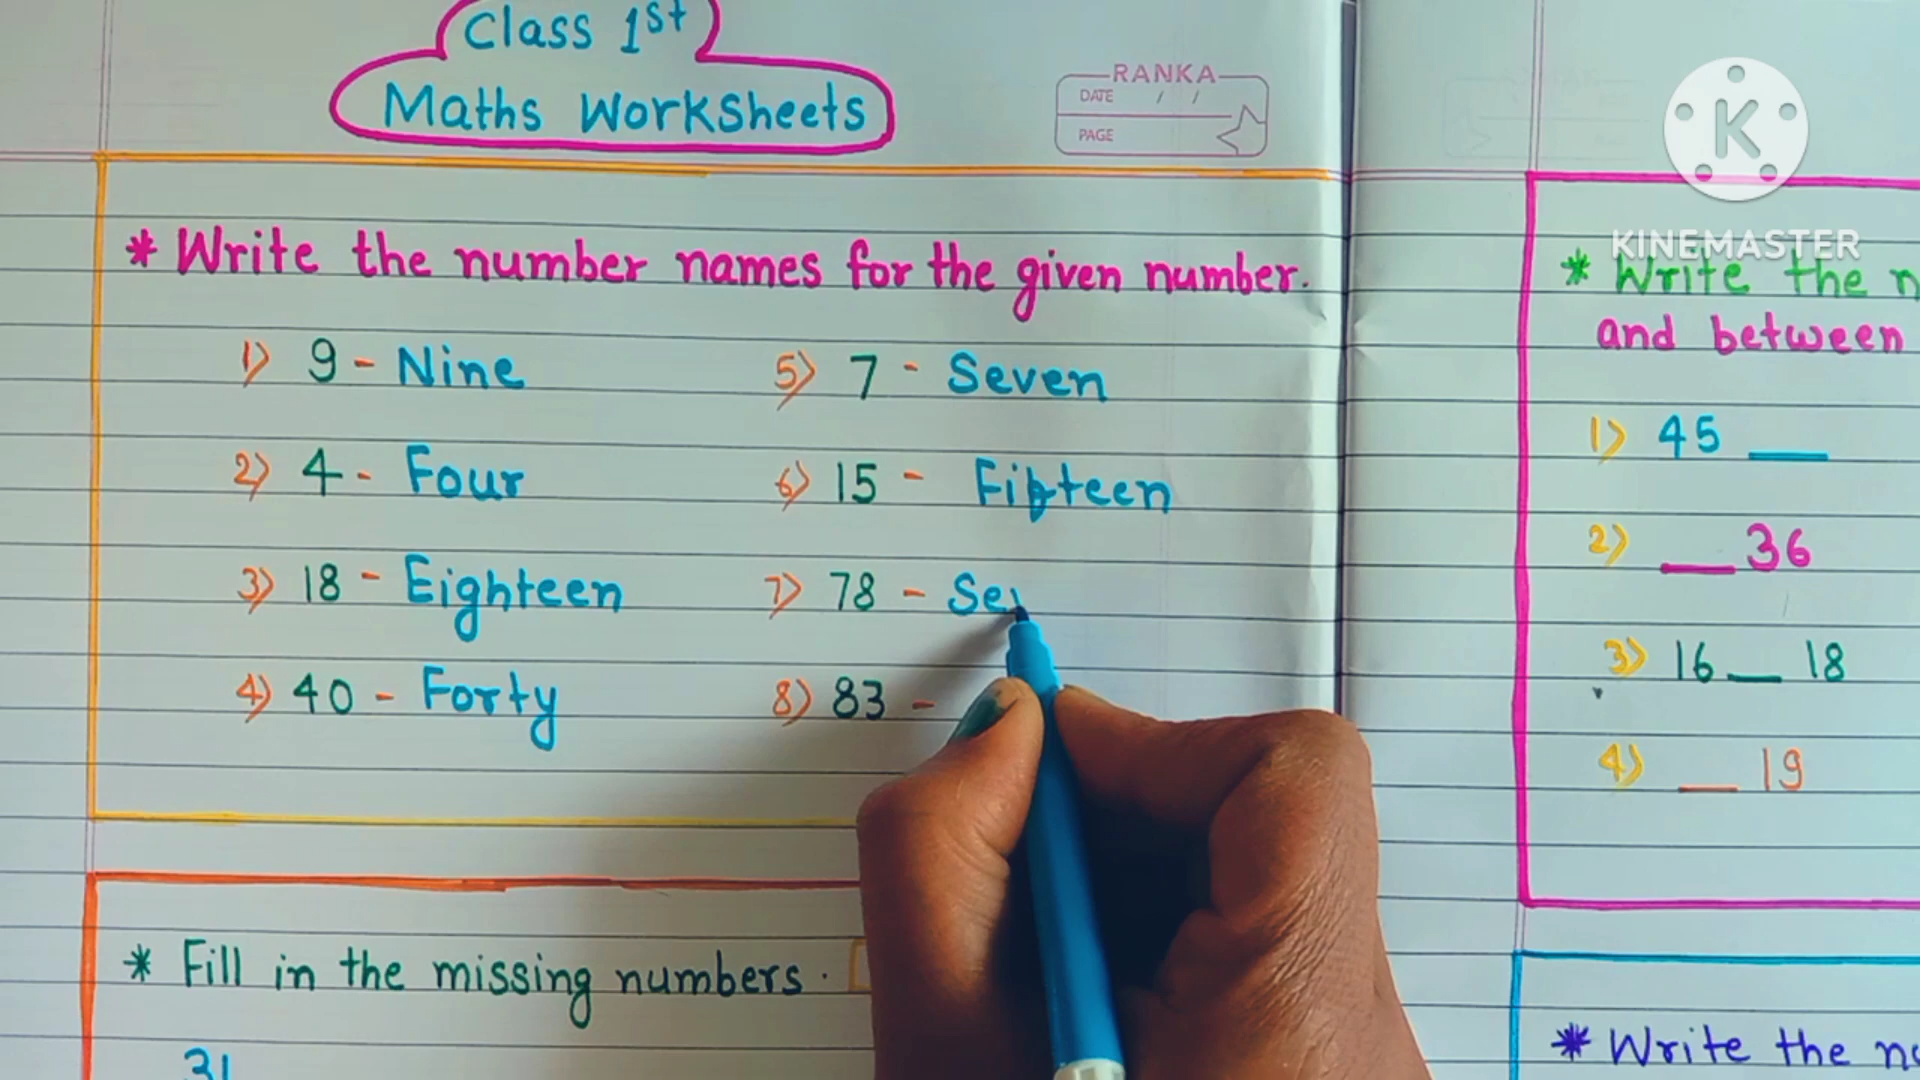 Class 1st
Maths Worksheets
RANKA
DATE / /
PAGE
KINEMASTER
* Write the number names for the given number.
1) 9 - Nine
2) 4 - Four
3) 18 - Eighteen
4) 40 - Forty
5) 7 - Seven
6) 15 - Fifteen
7) 78 - Sev
8) 83 -
* Fill in the missing numbers.
31
* Write the n
and between
1) 45 __
2) __ 36
3) 16 __ 18
4) __ 19
* Write the